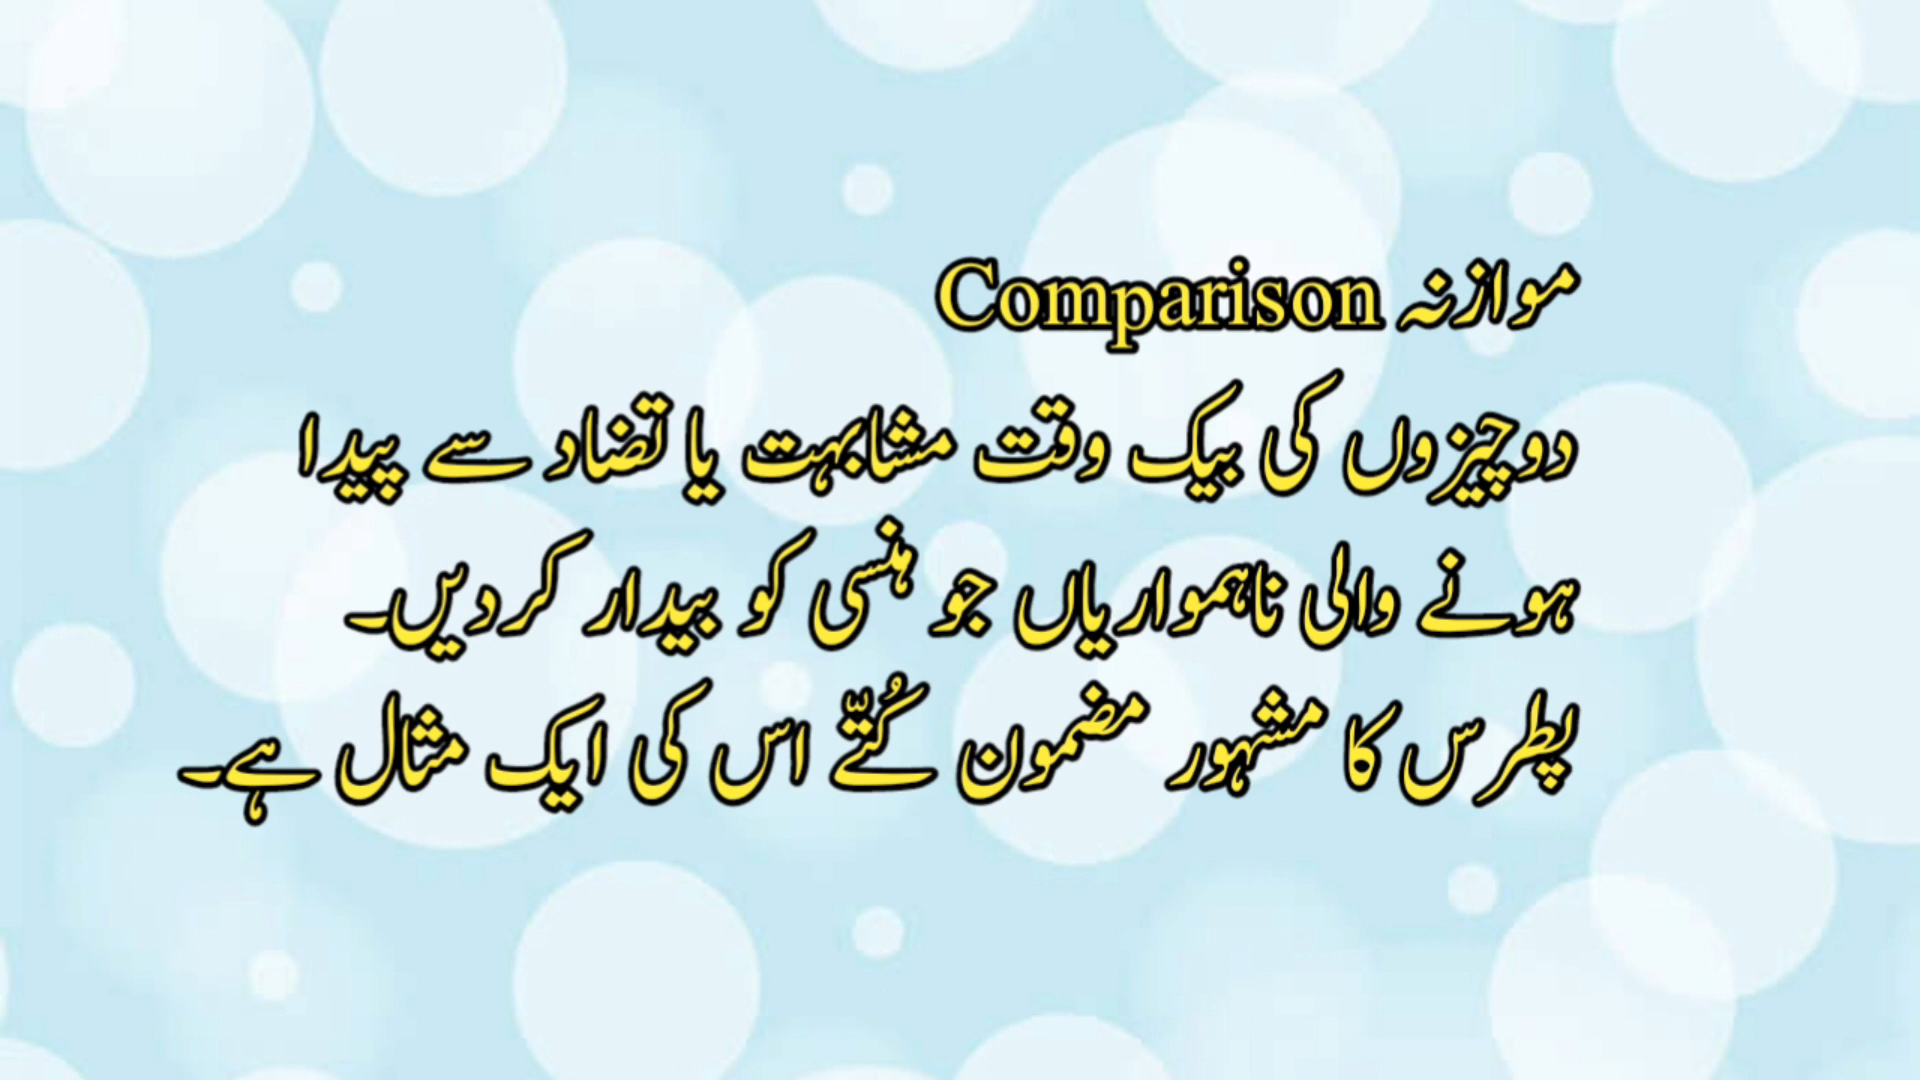 موازنہ Comparison
دو چیزوں کی بیک وقت مشابہت یا تضاد سے پیدا
ہونے والی ناہمواریاں جو ہنسی کو بیدار کردیں۔
پطرس کا مشہور مضمون کُتّے اس کی ایک مثال ہے۔